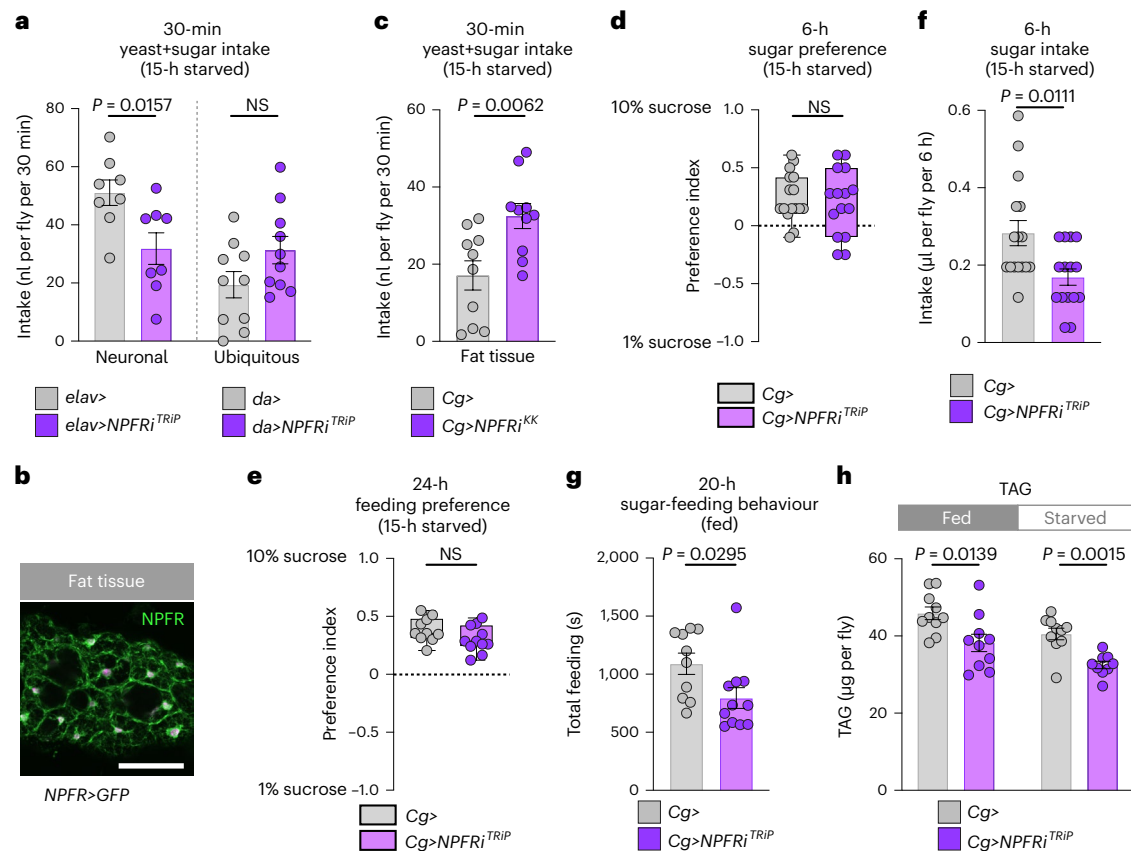 a
30-min
yeast+sugar intake
(15-h starved)
P = 0.0157
NS
Intake (nl per fly per 30 min)
80
60
40
20
0
Neuronal
Ubiquitous
elav>
elav>NPFRi^TRiP
da>
da>NPFRi^TRiP
c
30-min
yeast+sugar intake
(15-h starved)
P = 0.0062
Intake (nl per fly per 30 min)
60
40
20
0
Fat tissue
Cg>
Cg>NPFRi^KK
d
6-h
sugar preference
(15-h starved)
NS
10% sucrose
1% sucrose
Preference index
1.0
0.5
0
−0.5
−1.0
Cg>
Cg>NPFRi^TRiP
f
6-h
sugar intake
(15-h starved)
P = 0.0111
Intake (µl per fly per 6 h)
0.6
0.4
0.2
0
Cg>
Cg>NPFRi^TRiP
b
Fat tissue
NPFR
NPFR>GFP
e
24-h
feeding preference
(15-h starved)
NS
10% sucrose
1% sucrose
Preference index
1.0
0.5
0
−0.5
−1.0
Cg>
Cg>NPFRi^TRiP
g
20-h
sugar-feeding behaviour
(fed)
P = 0.0295
Total feeding (s)
2,000
1,500
1,000
500
0
Cg>
Cg>NPFRi^TRiP
h
TAG
Fed
Starved
P = 0.0139
P = 0.0015
TAG (µg per fly)
60
40
20
0
Cg>
Cg>NPFRi^TRiP